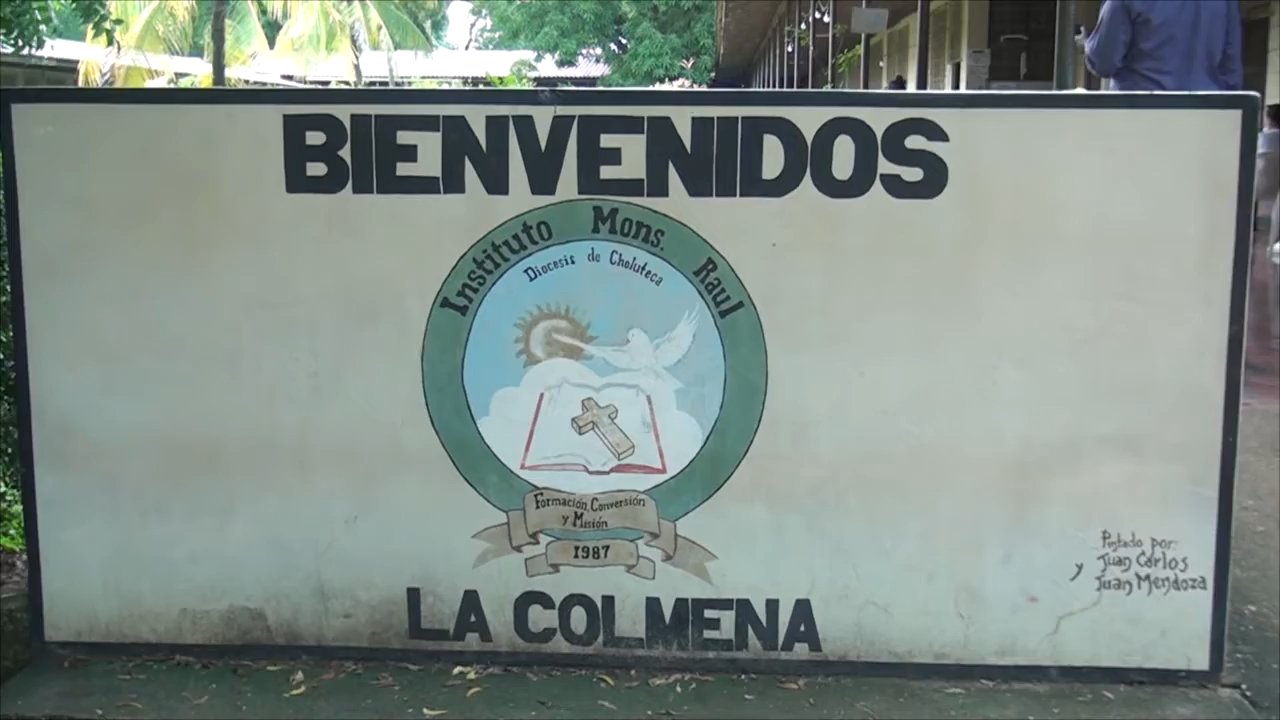 BIENVENIDOS
Instituto Mons. Raul
Diocesis de Choluteca
Formación, Conversión
y Misión
1987
LA COLMENA
Pintado por:
Juan Carlos
y Juan Mendoza